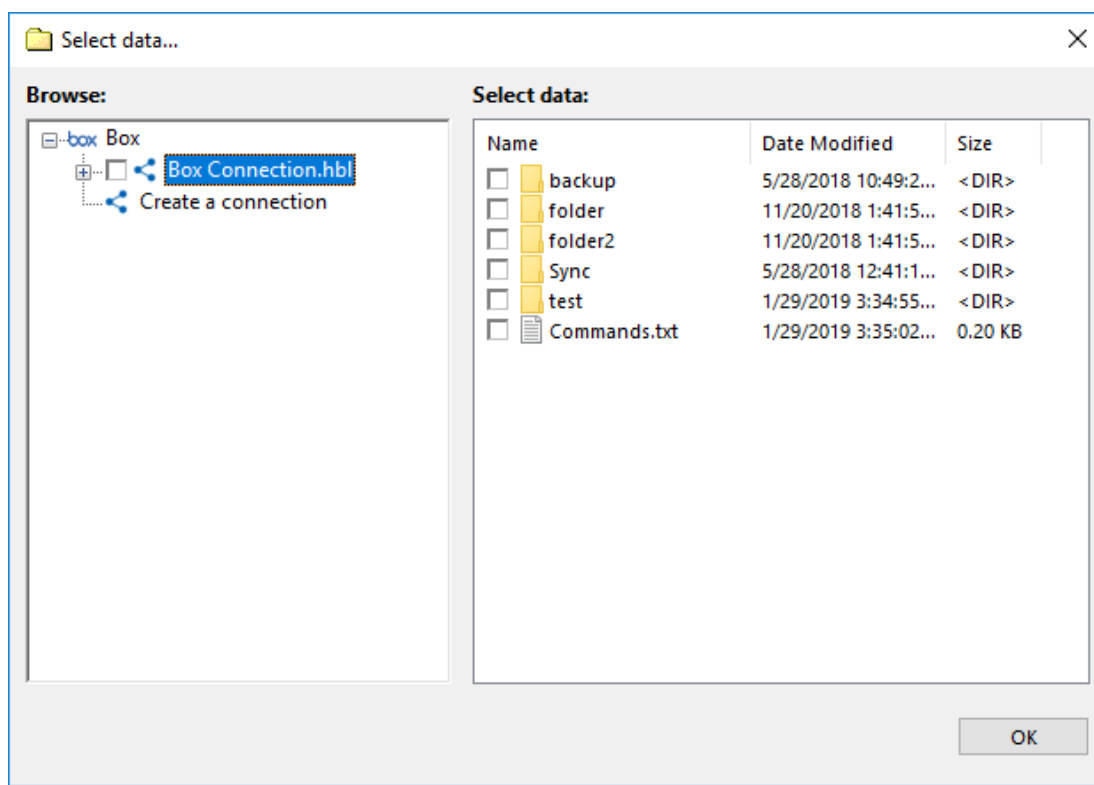 Select data...
Browse:
Select data:
box Box
Box Connection.hbl
Create a connection
Name Date Modified Size
backup 5/28/2018 10:49:2... <DIR>
folder 11/20/2018 1:41:5... <DIR>
folder2 11/20/2018 1:41:5... <DIR>
Sync 5/28/2018 12:41:1... <DIR>
test 1/29/2019 3:34:55... <DIR>
Commands.txt 1/29/2019 3:35:02... 0.20 KB
OK